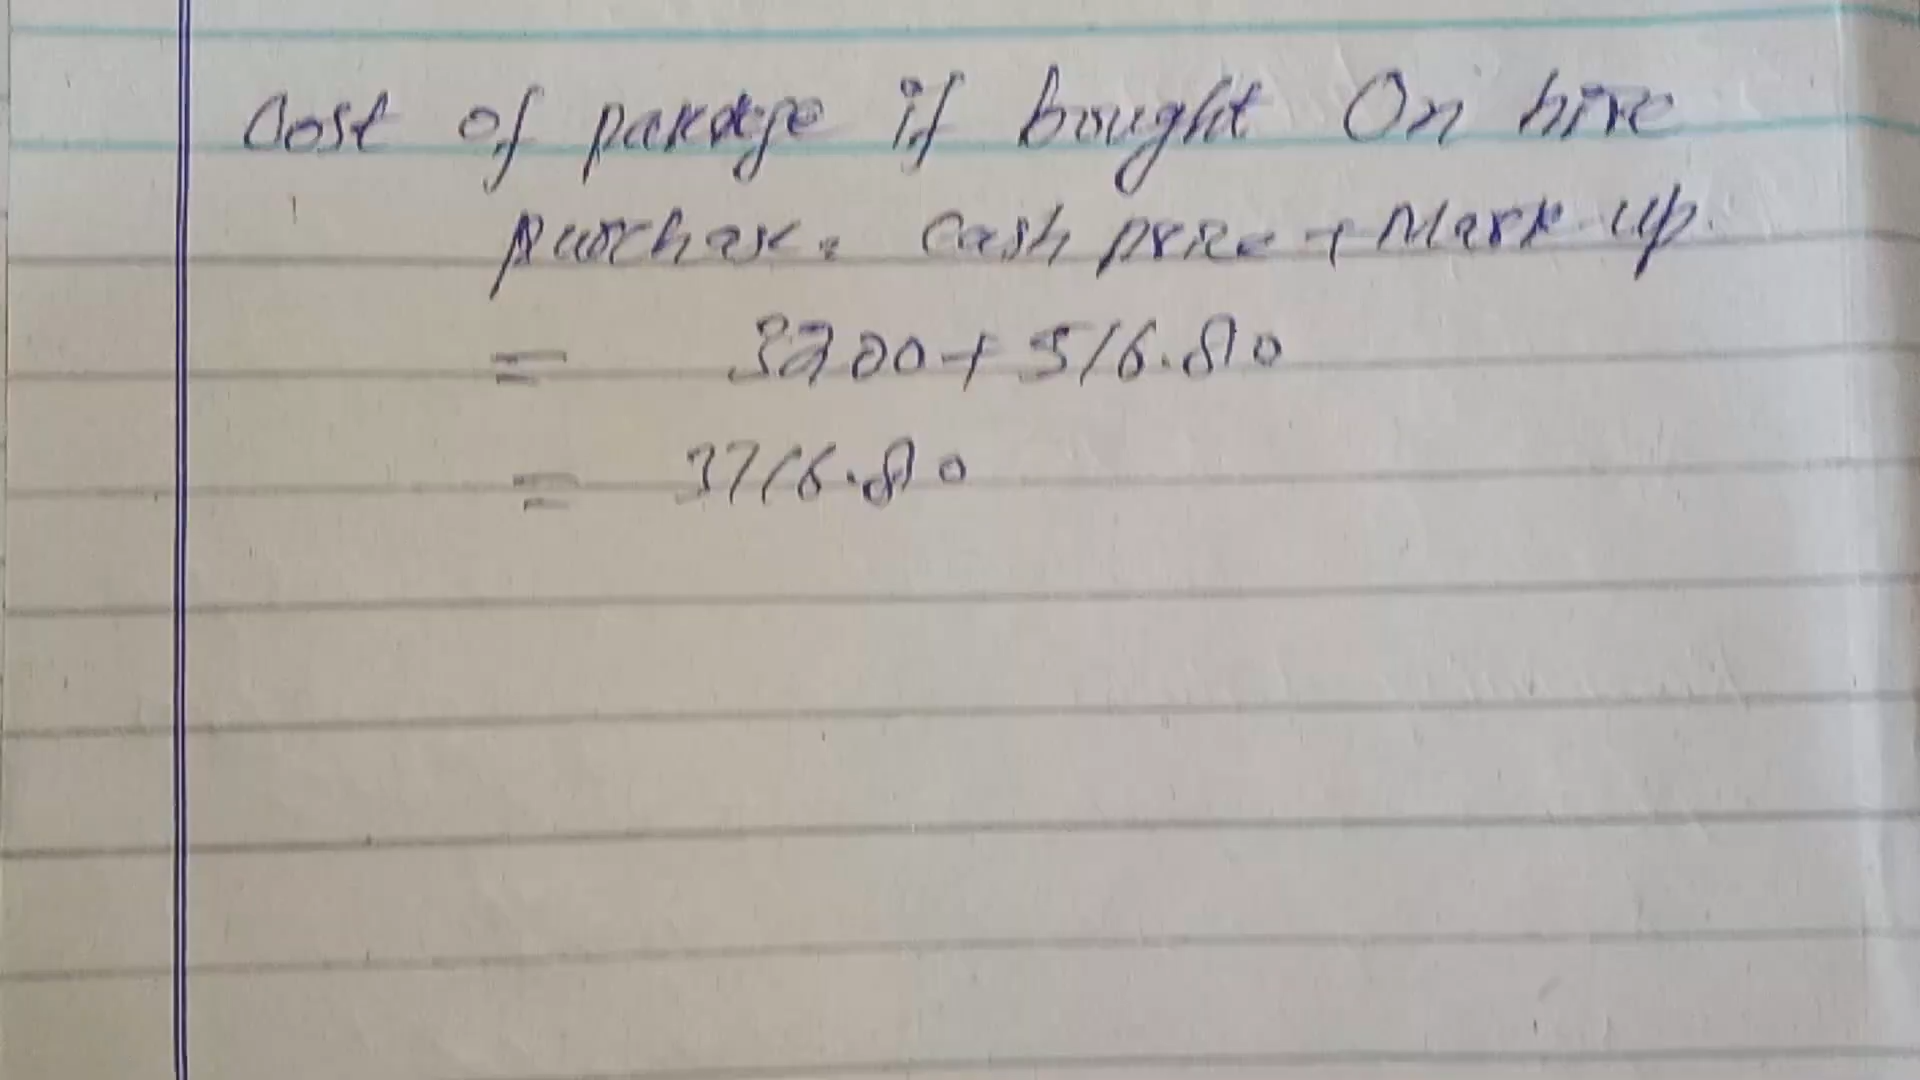 Cost of package if bought On hire
purchase = Cash price + Mark-up.
= 3200 + 516.80
= 3716.80